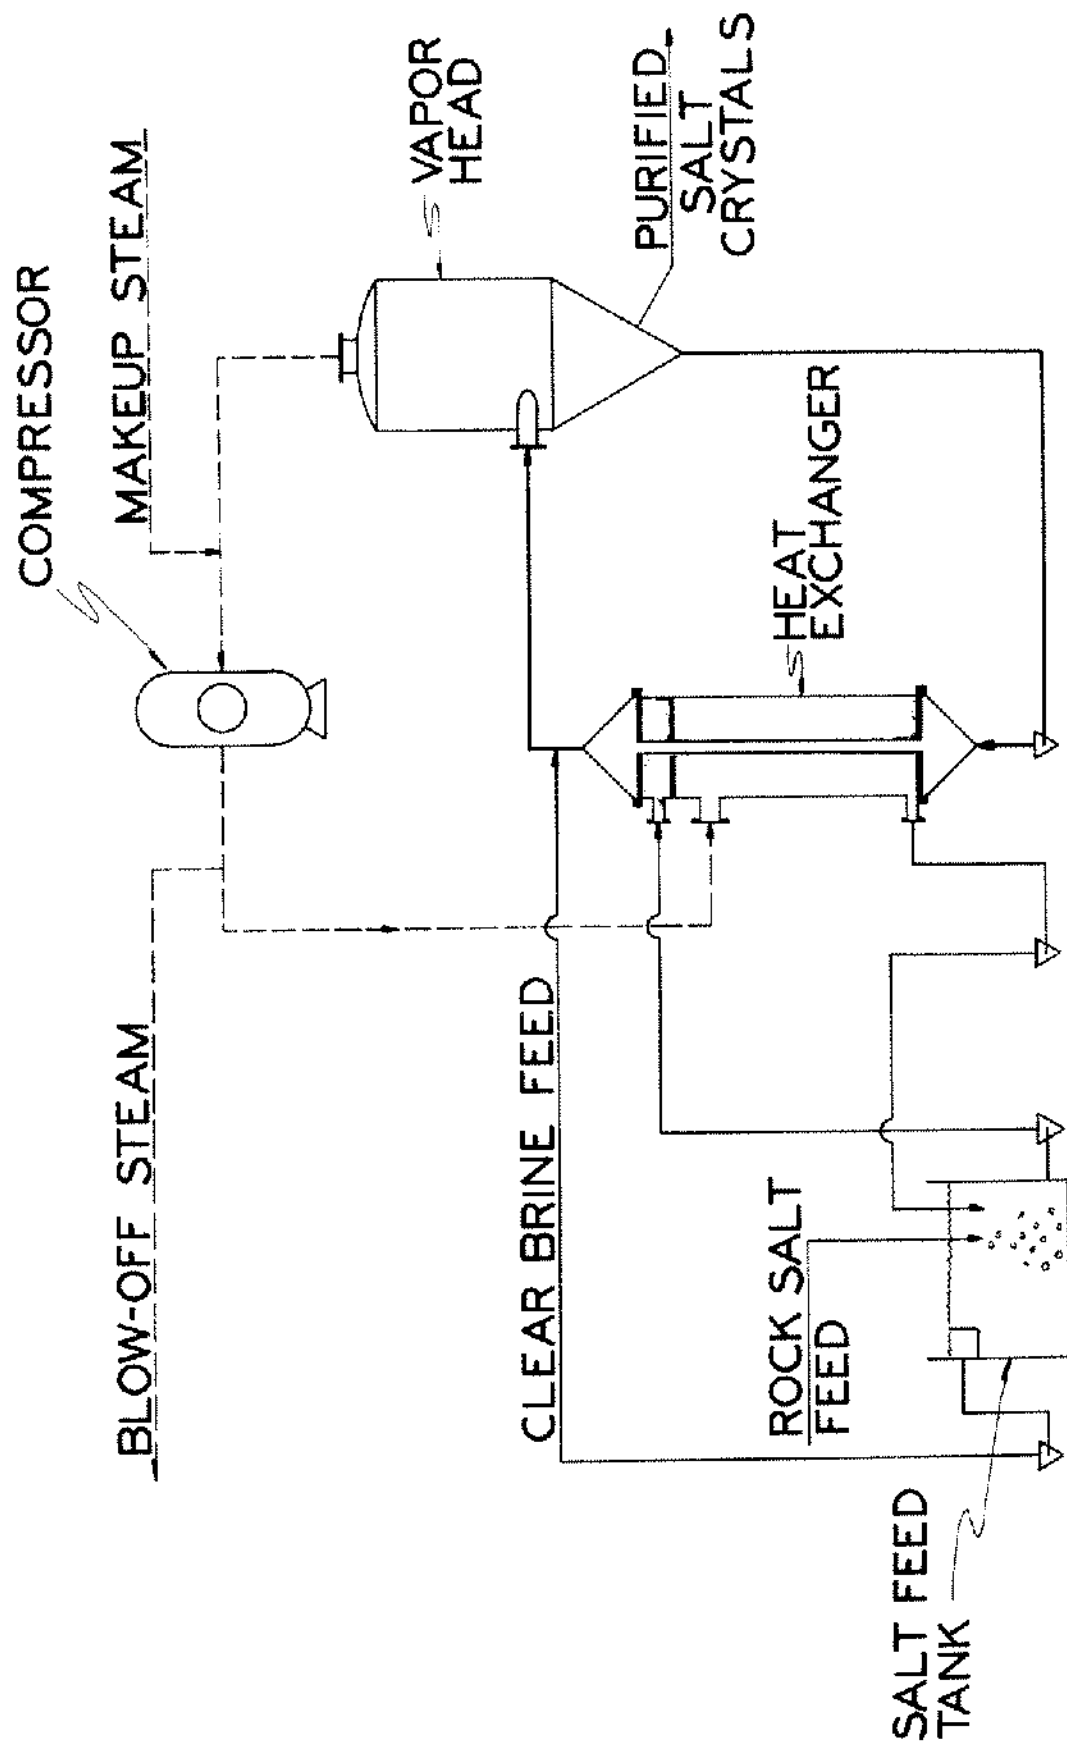 COMPRESSOR
MAKEUP STEAM
VAPOR
HEAD
PURIFIED
SALT
CRYSTALS
HEAT
EXCHANGER
BLOW-OFF STEAM
CLEAR BRINE FEED
ROCK SALT
FEED
SALT FEED
TANK